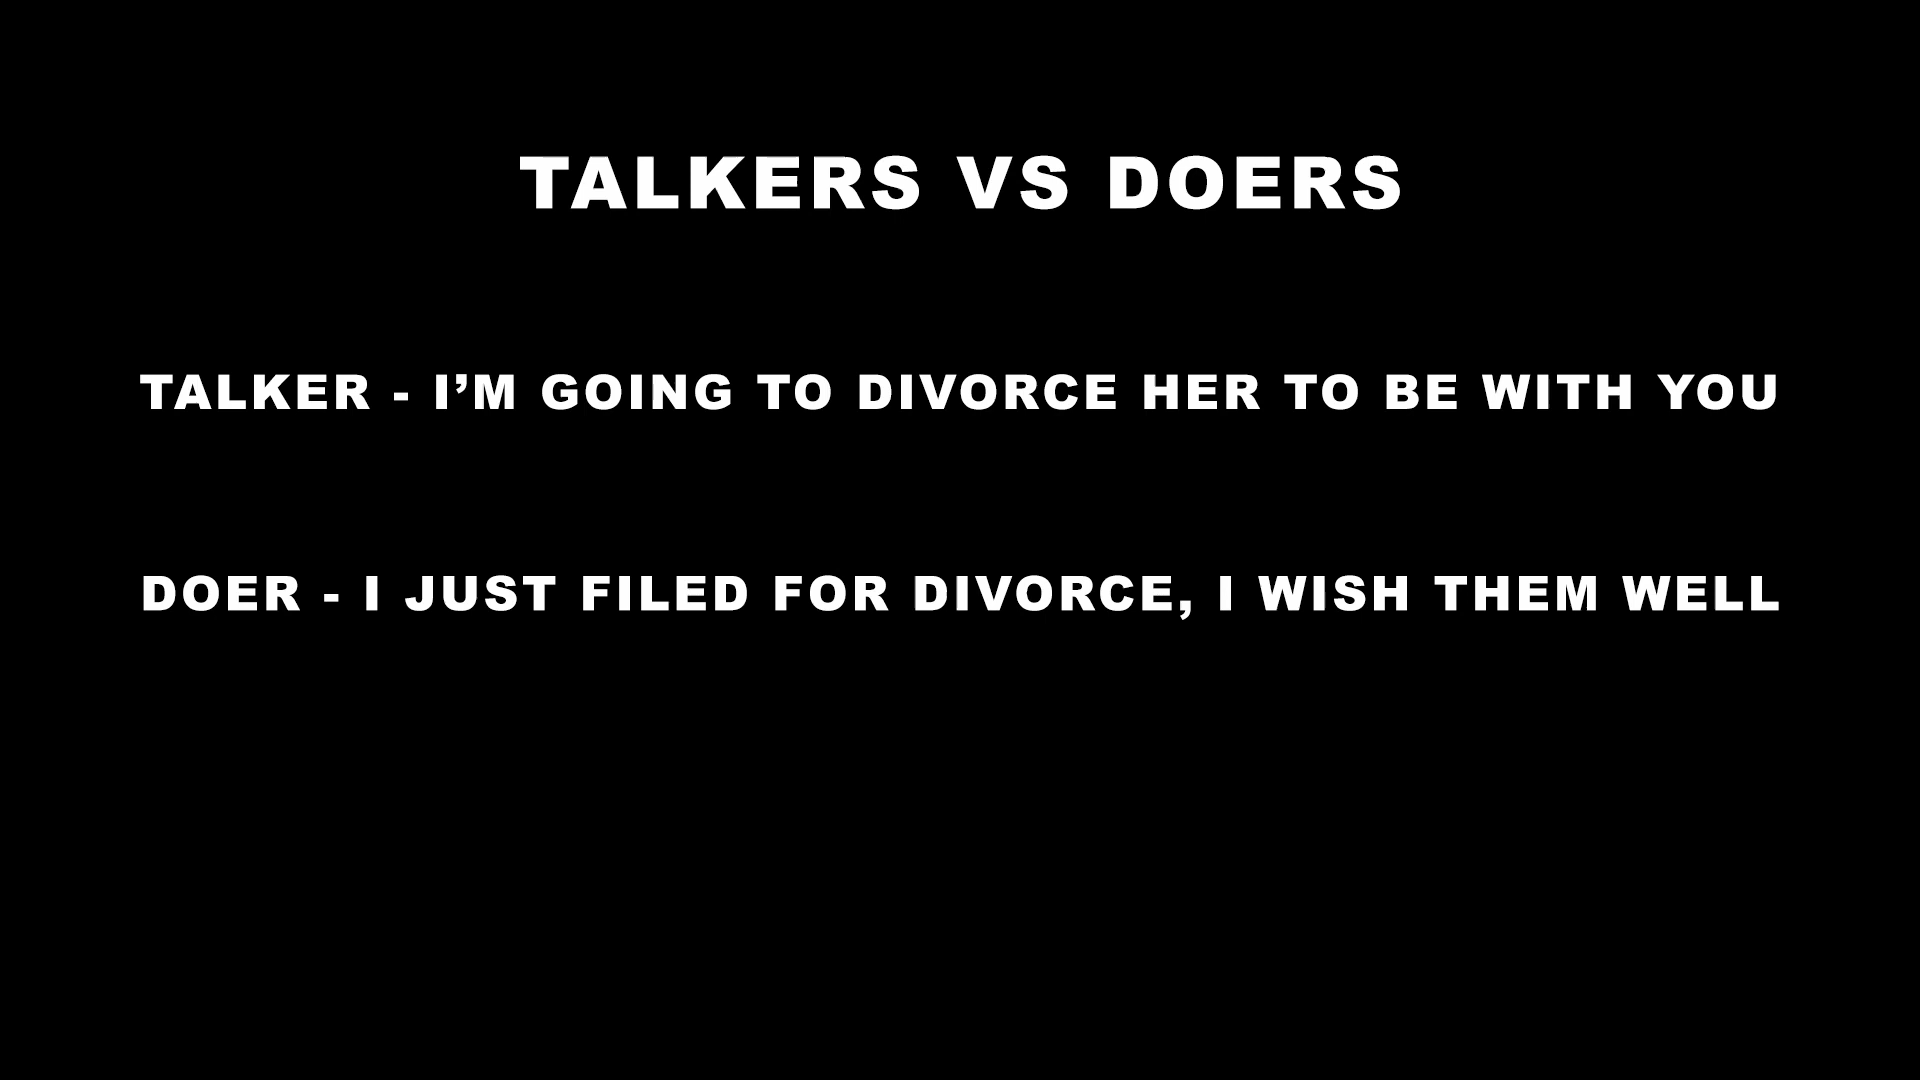 TALKERS VS DOERS
TALKER - I’M GOING TO DIVORCE HER TO BE WITH YOU
DOER - I JUST FILED FOR DIVORCE, I WISH THEM WELL